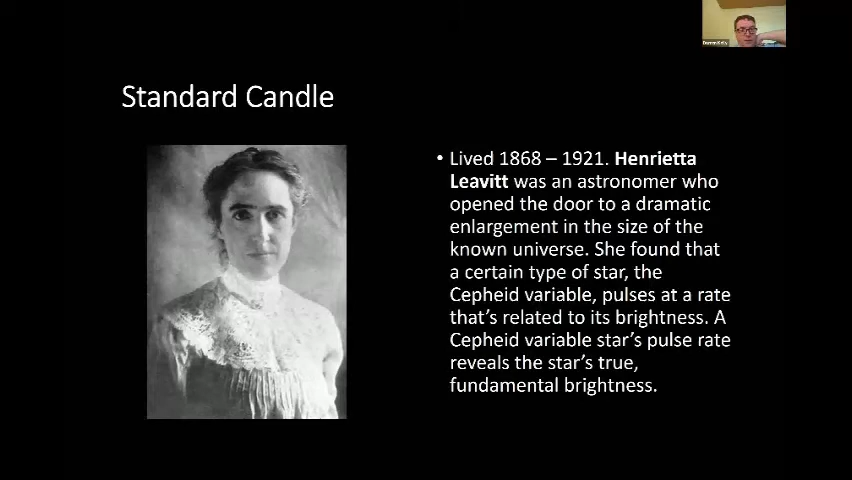 Darren Kelly
Standard Candle
• Lived 1868 – 1921. Henrietta
Leavitt was an astronomer who
opened the door to a dramatic
enlargement in the size of the
known universe. She found that
a certain type of star, the
Cepheid variable, pulses at a rate
that's related to its brightness. A
Cepheid variable star's pulse rate
reveals the star's true,
fundamental brightness.